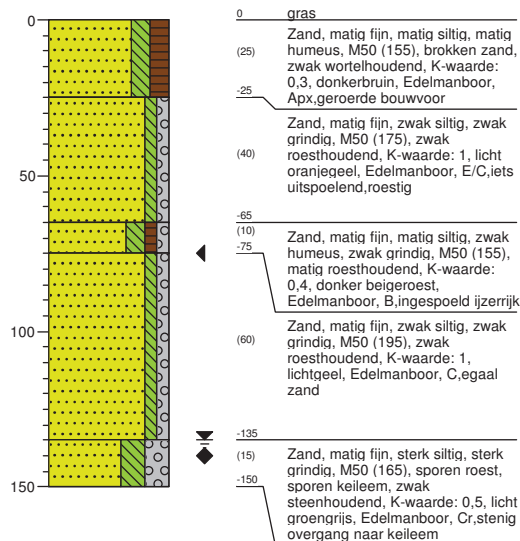 0
50
100
150
0 gras
(25)
Zand, matig fijn, matig siltig, matig
humeus, M50 (155), brokken zand,
zwak wortelhoudend, K-waarde:
0,3, donkerbruin, Edelmanboor,
Apx,geroerde bouwvoor
-25
(40)
Zand, matig fijn, zwak siltig, zwak
grindig, M50 (175), zwak
roesthoudend, K-waarde: 1, licht
oranjegeel, Edelmanboor, E/C,iets
uitspoelend,roestig
-65
(10)
Zand, matig fijn, matig siltig, zwak
humeus, zwak grindig, M50 (155),
matig roesthoudend, K-waarde:
0,4, donker beigeroest,
Edelmanboor, B,ingespoeld ijzerrijk
-75
(60)
Zand, matig fijn, zwak siltig, zwak
grindig, M50 (195), zwak
roesthoudend, K-waarde: 1,
lichtgeel, Edelmanboor, C,egaal
zand
-135
(15)
Zand, matig fijn, sterk siltig, sterk
grindig, M50 (165), sporen roest,
sporen keileem, zwak
steenhoudend, K-waarde: 0,5, licht
groengrijs, Edelmanboor, Cr,stenig
overgang naar keileem
-150